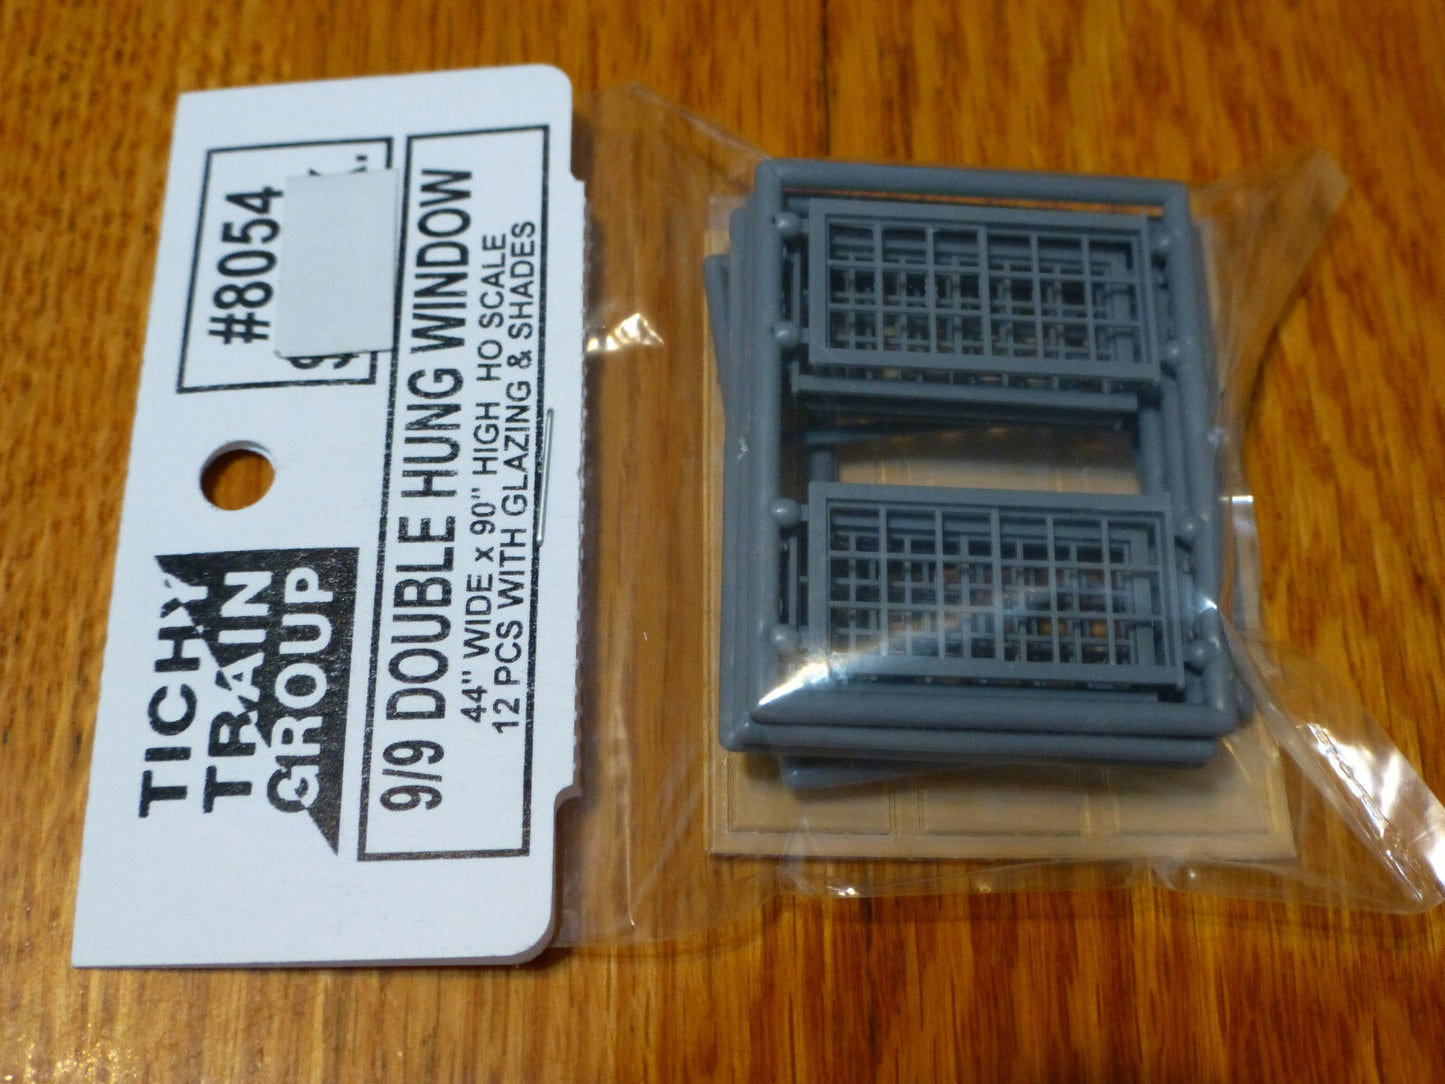 #8054
9/9 DOUBLE HUNG WINDOW
44" WIDE x 90" HIGH HO SCALE
12 PCS WITH GLAZING & SHADES
TICHY
TRAIN
GROUP